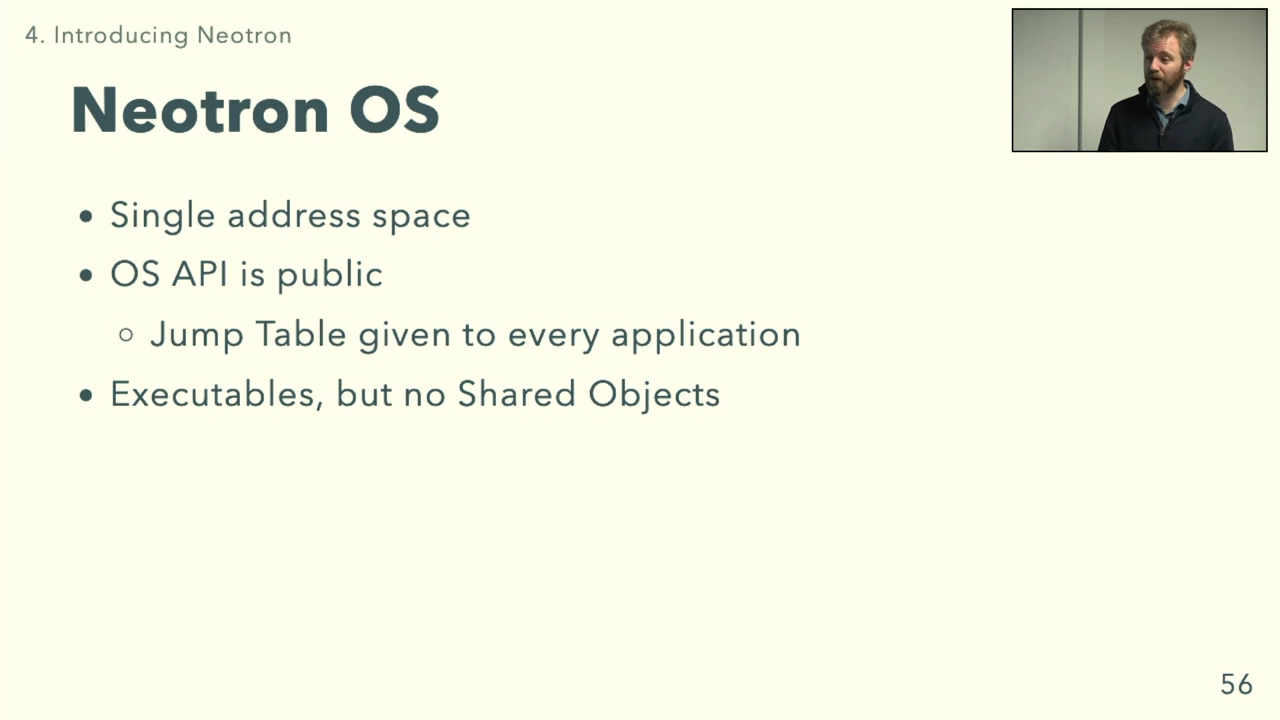 4. Introducing Neotron
Neotron OS
• Single address space
• OS API is public
○ Jump Table given to every application
• Executables, but no Shared Objects
56